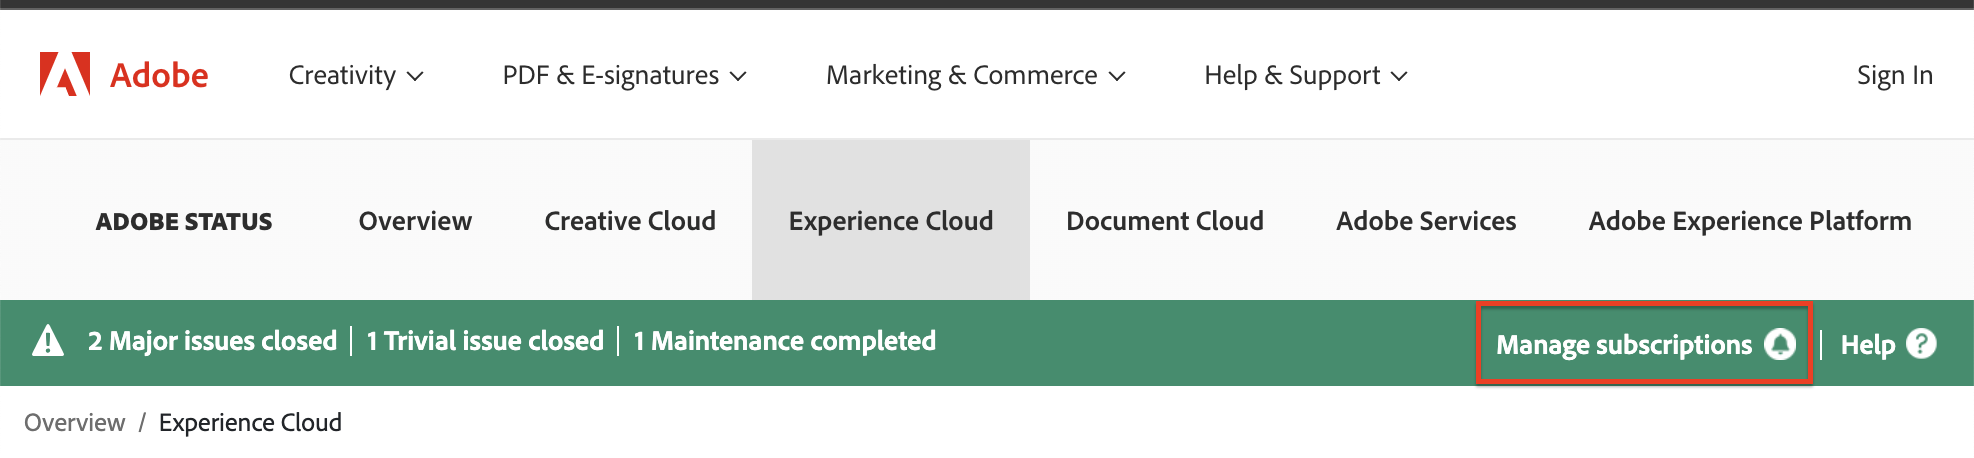 Adobe Creativity PDF & E-signatures Marketing & Commerce Help & Support Sign In
ADOBE STATUS Overview Creative Cloud Experience Cloud Document Cloud Adobe Services Adobe Experience Platform
2 Major issues closed | 1 Trivial issue closed | 1 Maintenance completed Manage subscriptions | Help ?
Overview / Experience Cloud